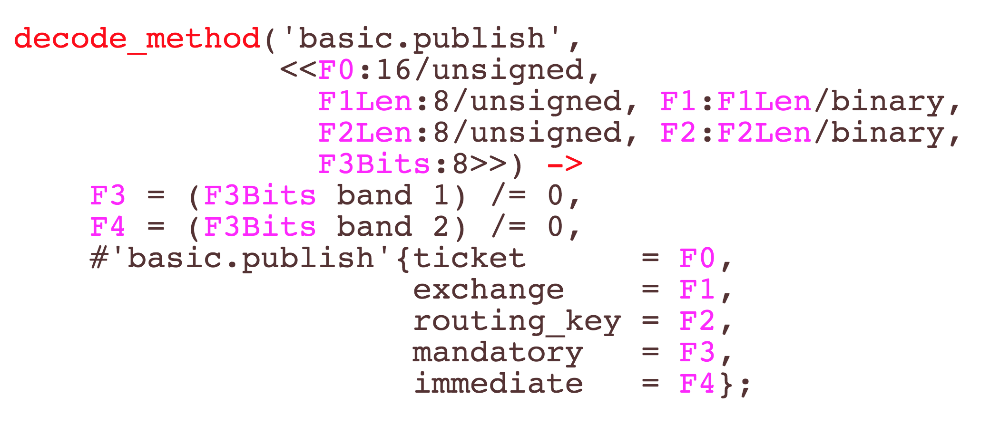 decode_method('basic.publish',
              <<F0:16/unsigned,
                F1Len:8/unsigned, F1:F1Len/binary,
                F2Len:8/unsigned, F2:F2Len/binary,
                F3Bits:8>>) ->
    F3 = (F3Bits band 1) /= 0,
    F4 = (F3Bits band 2) /= 0,
    #'basic.publish'{ticket      = F0,
                     exchange    = F1,
                     routing_key = F2,
                     mandatory   = F3,
                     immediate   = F4};